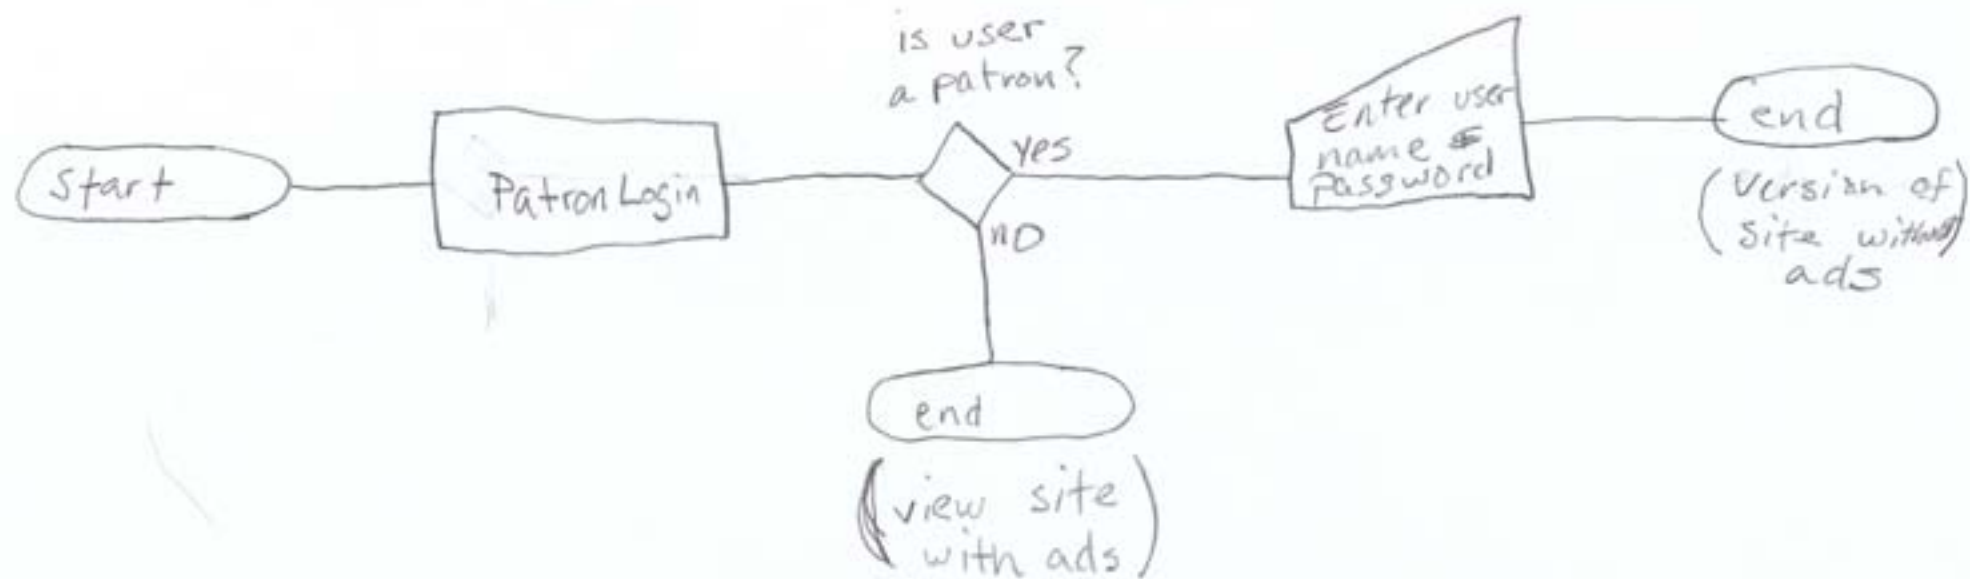 Start
Patron Login
is user
a patron?
yes
no
end
(view site
with ads)
Enter user
name &
password
end
(Version of
site without)
ads